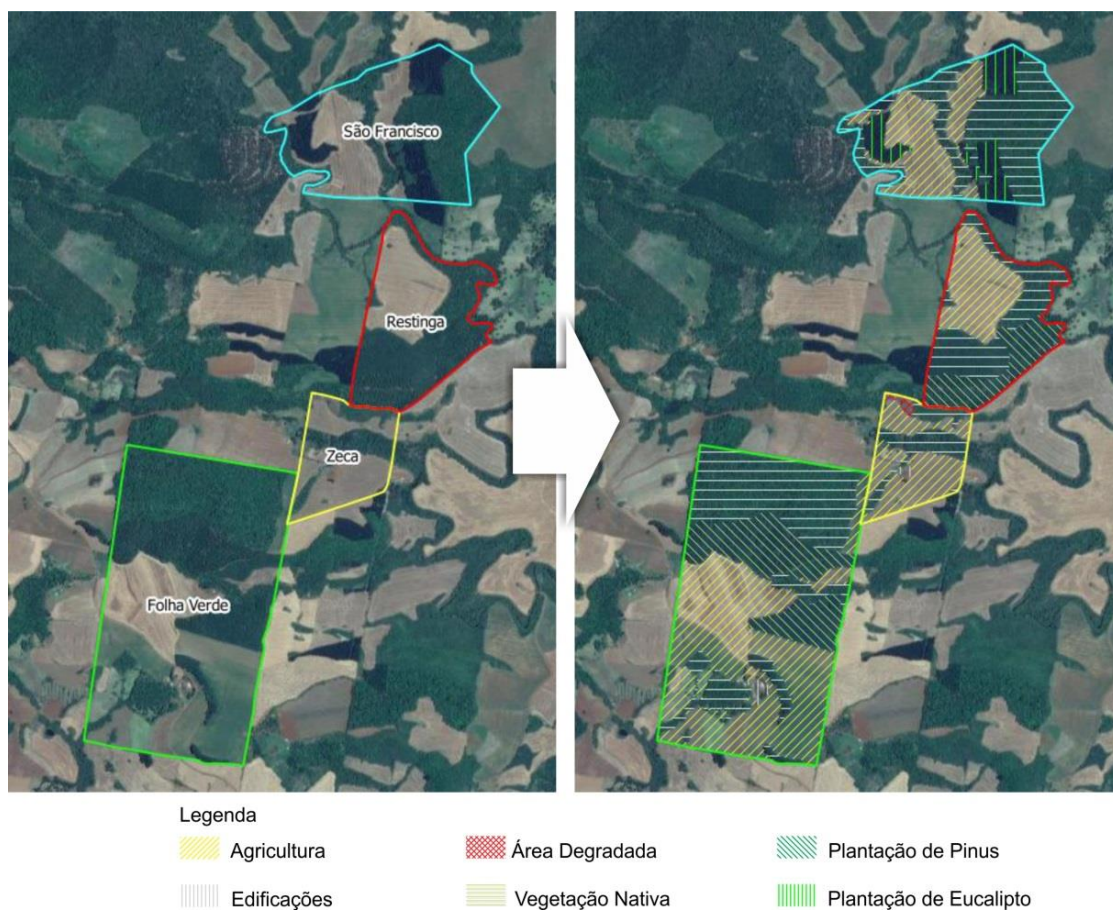 São Francisco
Restinga
Zeca
Folha Verde
Legenda
Agricultura
Área Degradada
Plantação de Pinus
Edificações
Vegetação Nativa
Plantação de Eucalipto